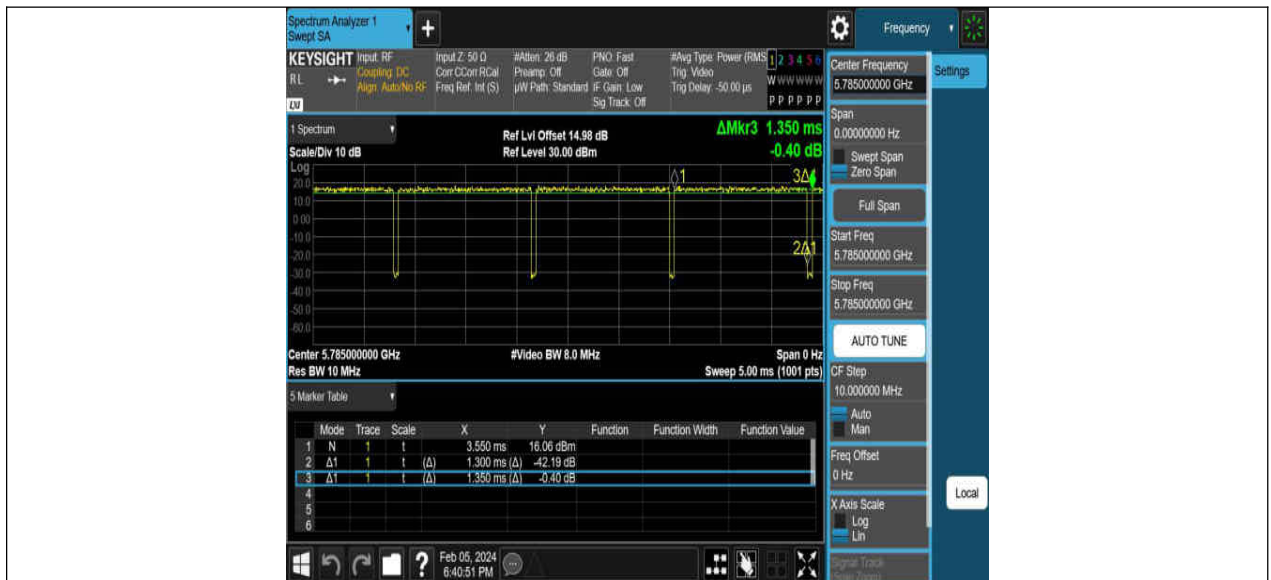 Spectrum Analyzer 1
Swept SA
+
Frequency
KEYSIGHT
RL
LXI
Input: RF
Coupling: DC
Align: Auto/No RF
Input Z: 50 Ω
Corr CCorr RCal
Freq Ref: Int (S)
#Atten: 26 dB
Preamp: Off
µW Path: Standard
PNO: Fast
Gate: Off
IF Gain: Low
Sig Track: Off
#Avg Type: Power (RMS
Trig: Video
Trig Delay: -50.00 µs
1 2 3 4 5 6
W W W W W W
P P P P P P
1 Spectrum
Scale/Div 10 dB
Ref Lvl Offset 14.98 dB
Ref Level 30.00 dBm
ΔMkr3 1.350 ms
-0.40 dB
Log
20.0
10.0
0.00
-10.0
-20.0
-30.0
-40.0
-50.0
-60.0
1
2Δ1
Center 5.785000000 GHz
#Video BW 8.0 MHz
Span 0 Hz
Res BW 10 MHz
Sweep 5.00 ms (1001 pts)
5 Marker Table
Mode Trace Scale X Y Function Function Width Function Value
1 N 1 t 3.550 ms 16.06 dBm
2 Δ1 1 t (Δ) 1.300 ms (Δ) -42.19 dB
3 Δ1 1 t (Δ) 1.350 ms (Δ) -0.40 dB
4
5
6
?
Feb 05, 2024
6:40:51 PM
Center Frequency
5.785000000 GHz
Span
0.00000000 Hz
Swept Span
Zero Span
Full Span
Start Freq
5.785000000 GHz
Stop Freq
5.785000000 GHz
AUTO TUNE
CF Step
10.000000 MHz
Auto
Man
Freq Offset
0 Hz
X Axis Scale
Log
Lin
Signal Track
(Span Zoom)
Settings
Local